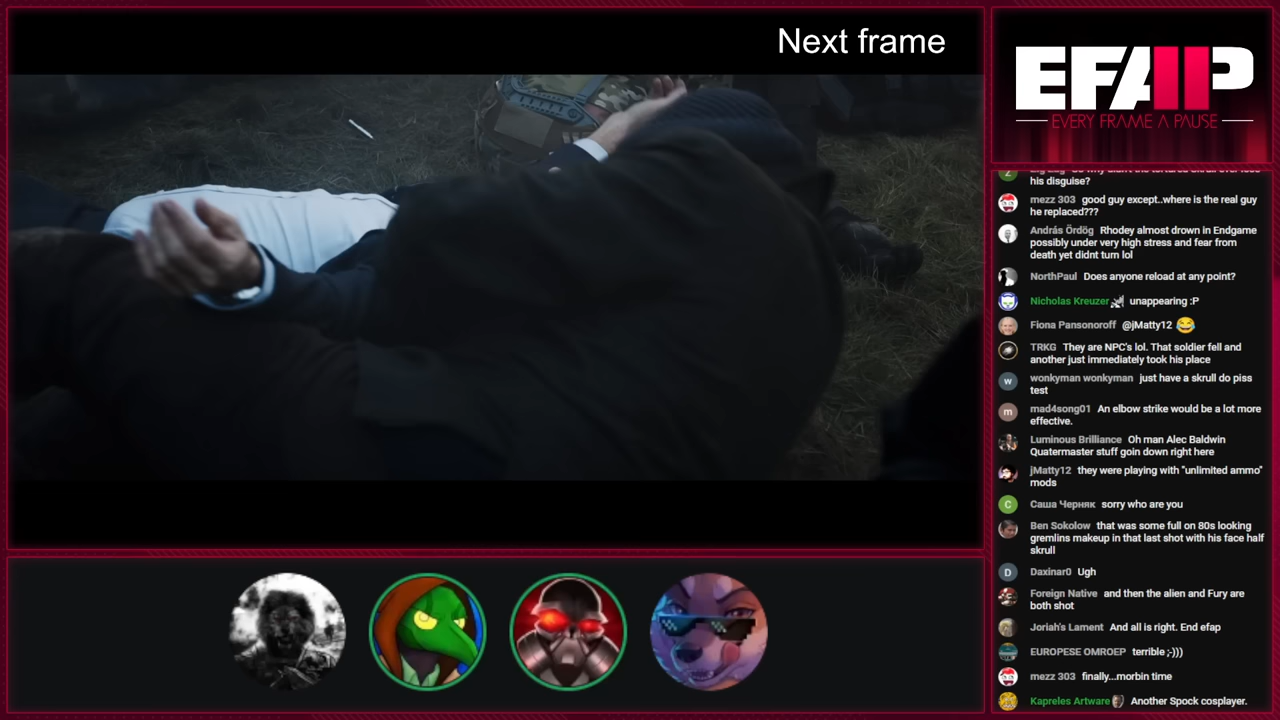 Next frame
EFAP
EVERY FRAME A PAUSE
his disguise?
mezz 303 good guy except..where is the real guy
he replaced???
András Ördög Rhodey almost drown in Endgame
possibly under very high stress and fear from
death yet didnt turn lol
NorthPaul Does anyone reload at any point?
Nicholas Kreuzer unappearing :P
Fiona Pansonoroff @jMatty12 😂
TRKG They are NPC's lol. That soldier fell and
another just immediately took his place
w
wonkyman wonkyman just have a skrull do piss
test
m
mad4song01 An elbow strike would be a lot more
effective.
Luminous Brilliance Oh man Alec Baldwin
Quatermaster stuff goin down right here
jMatty12 they were playing with "unlimited ammo"
mods
C
Саша Черняк sorry who are you
Ben Sokolow that was some full on 80s looking
gremlins makeup in that last shot with his face half
skrull
D
Daxinar0 Ugh
Foreign Native and then the alien and Fury are
both shot
Joriah's Lament And all is right. End efap
EUROPESE OMROEP terrible ;-)))
mezz 303 finally...morbin time
Kapreles Artware Another Spock cosplayer.